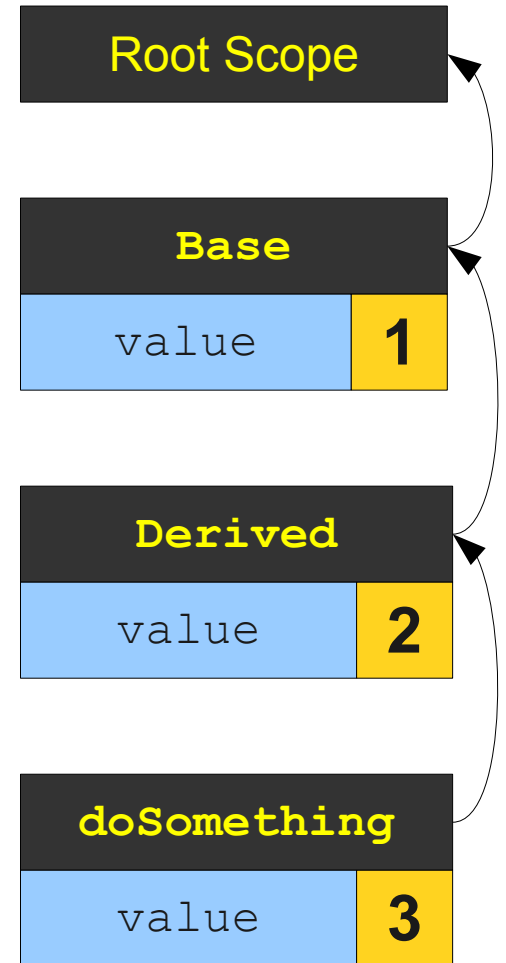 Root Scope
Base
value 1
Derived
value 2
doSomething
value 3